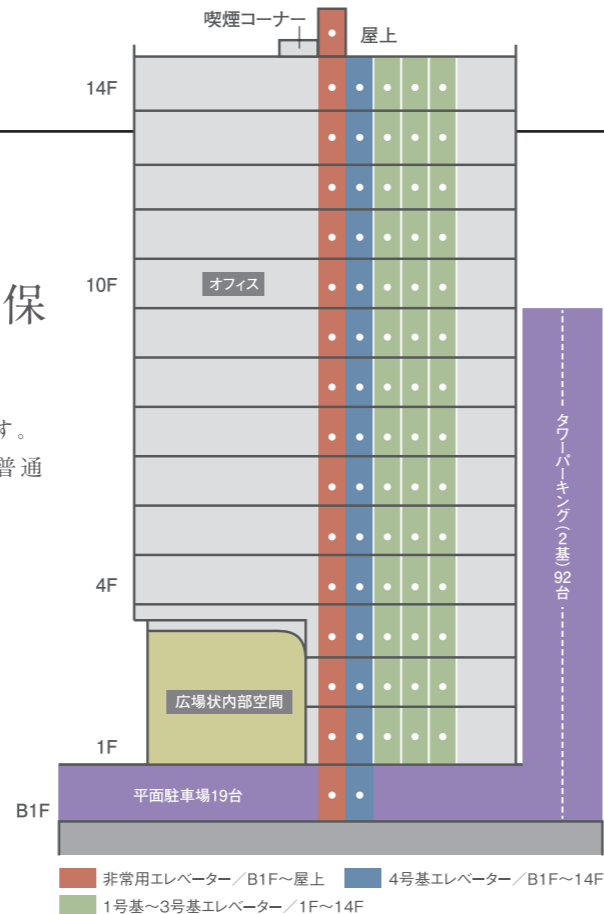 喫煙コーナー
屋上
14F
10F
オフィス
保
す。
普通
タワーパーキング(2基)92台
4F
広場状内部空間
1F
平面駐車場19台
B1F
非常用エレベーター/B1F～屋上
4号基エレベーター/B1F～14F
1号基～3号基エレベーター/1F～14F